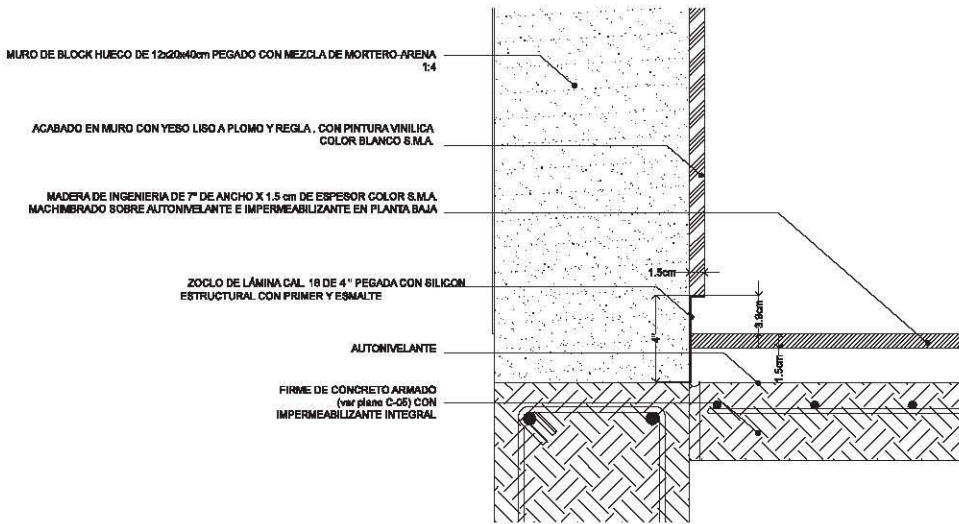 MURO DE BLOCK HUECO DE 12x20x40cm PEGADO CON MEZCLA DE MORTERO-ARENA
1:4
ACABADO EN MURO CON YESO LISO A PLOMO Y REGLA , CON PINTURA VINILICA
COLOR BLANCO S.M.A.
MADERA DE INGENIERIA DE 7" DE ANCHO X 1.5 cm DE ESPESOR COLOR S.M.A.
MACHIMBRADO SOBRE AUTONIVELANTE E IMPERMEABILIZANTE EN PLANTA BAJA
1.5cm
ZOCLO DE LÁMINA CAL. 18 DE 4" PEGADA CON SILICON
ESTRUCTURAL CON PRIMER Y ESMALTE
3.9cm
4"
AUTONIVELANTE
1.5cm
FIRME DE CONCRETO ARMADO
(ver plano C-05) CON
IMPERMEABILIZANTE INTEGRAL